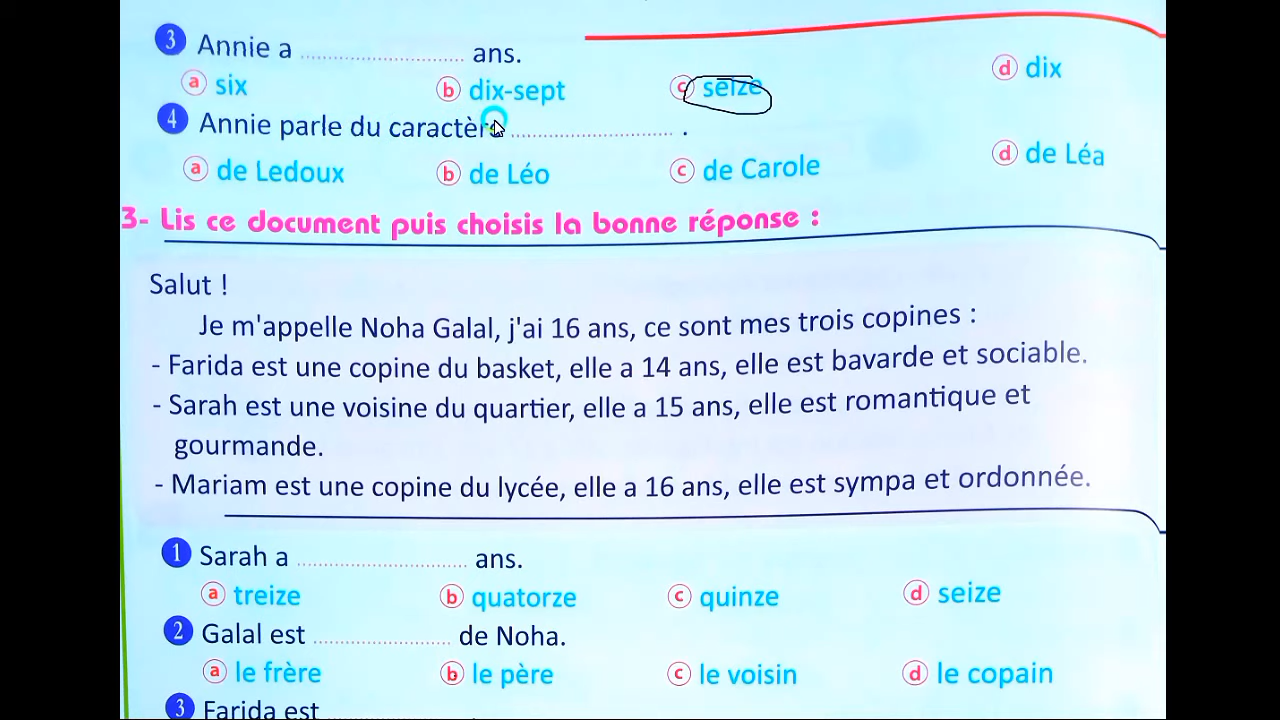 3 Annie a ........................ ans.
a six b dix-sept c seize d dix
4 Annie parle du caractère ........................ .
a de Ledoux b de Léo c de Carole d de Léa
3- Lis ce document puis choisis la bonne réponse :
Salut !
Je m'appelle Noha Galal, j'ai 16 ans, ce sont mes trois copines :
- Farida est une copine du basket, elle a 14 ans, elle est bavarde et sociable.
- Sarah est une voisine du quartier, elle a 15 ans, elle est romantique et
gourmande.
- Mariam est une copine du lycée, elle a 16 ans, elle est sympa et ordonnée.
1 Sarah a ........................ ans.
a treize b quatorze c quinze d seize
2 Galal est ........................ de Noha.
a le frère b le père c le voisin d le copain
3 Farida est ........................ .